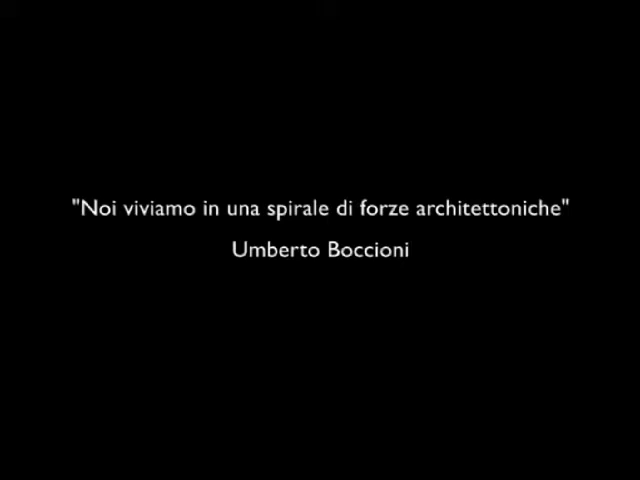 "Noi viviamo in una spirale di forze architettoniche"
Umberto Boccioni